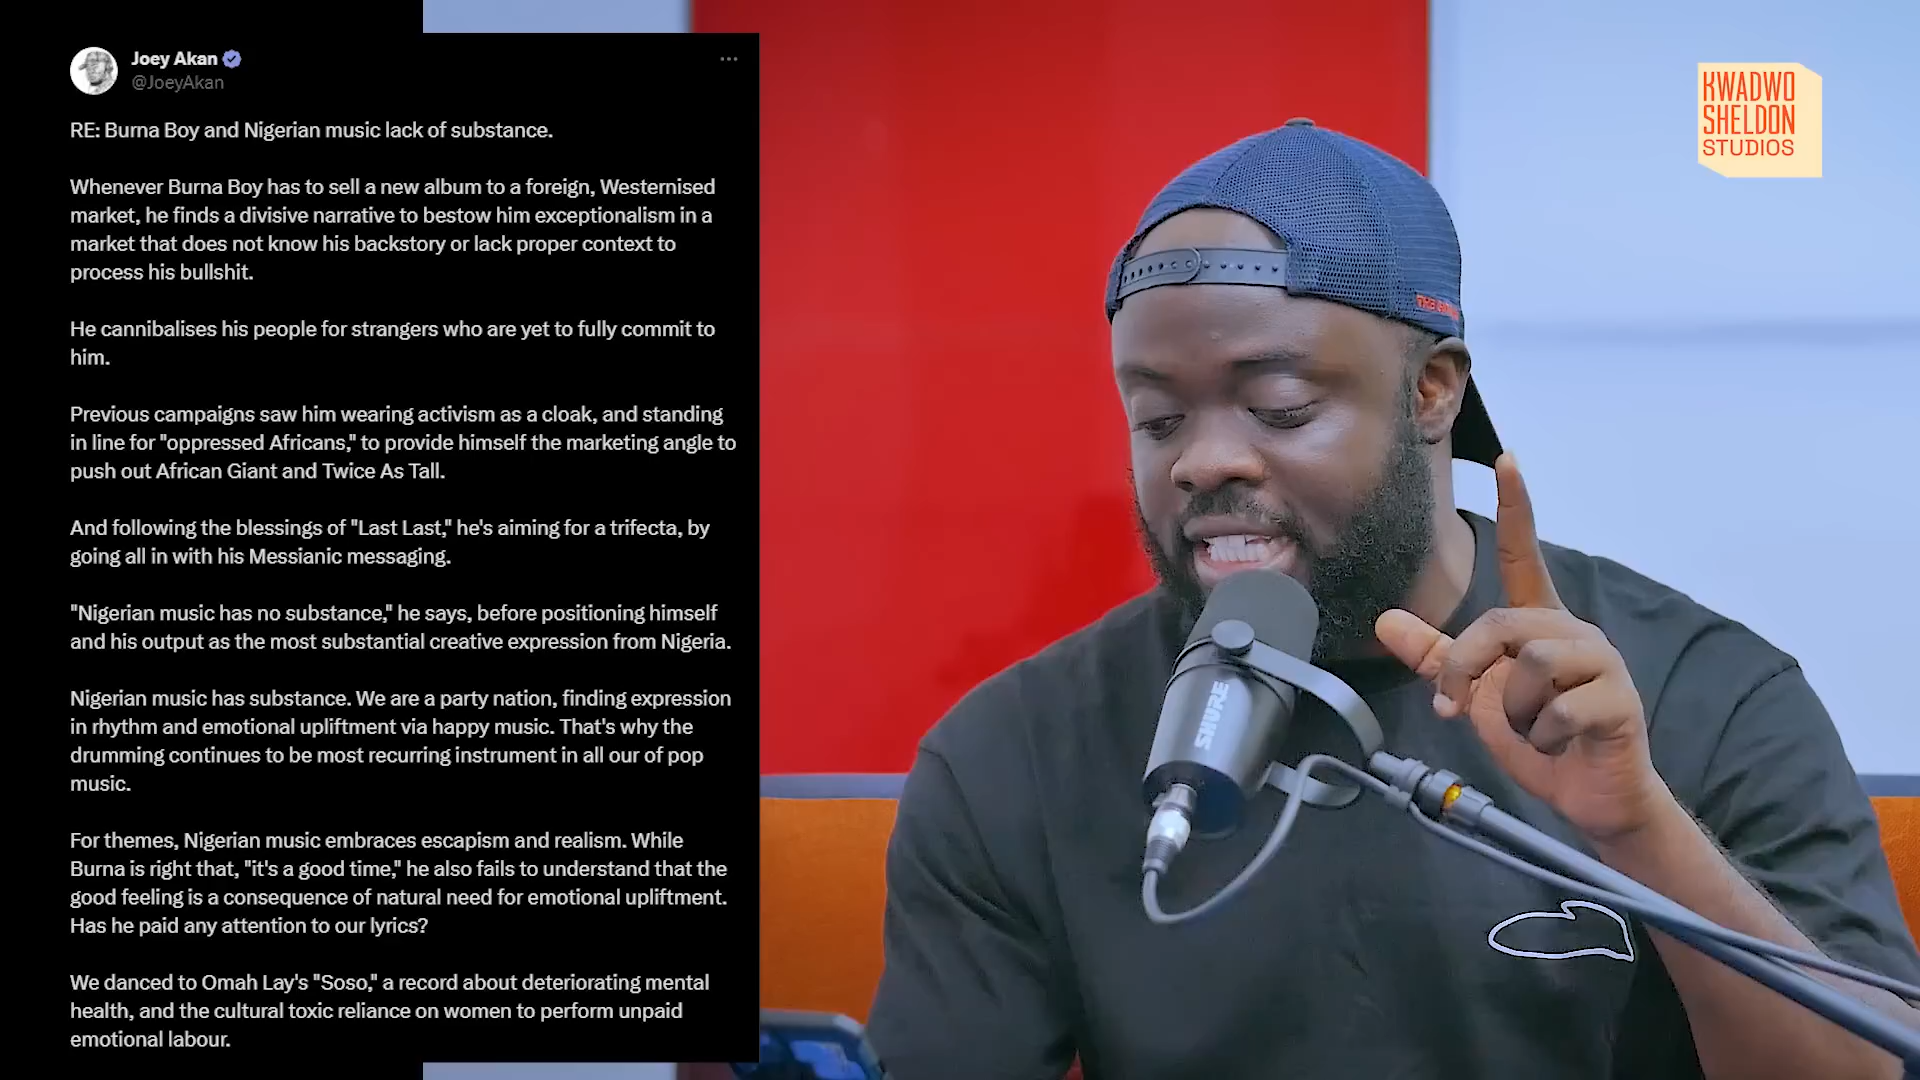 Joey Akan
@JoeyAkan
RE: Burna Boy and Nigerian music lack of substance.
Whenever Burna Boy has to sell a new album to a foreign, Westernised
market, he finds a divisive narrative to bestow him exceptionalism in a
market that does not know his backstory or lack proper context to
process his bullshit.
He cannibalises his people for strangers who are yet to fully commit to
him.
Previous campaigns saw him wearing activism as a cloak, and standing
in line for "oppressed Africans," to provide himself the marketing angle to
push out African Giant and Twice As Tall.
And following the blessings of "Last Last," he's aiming for a trifecta, by
going all in with his Messianic messaging.
"Nigerian music has no substance," he says, before positioning himself
and his output as the most substantial creative expression from Nigeria.
Nigerian music has substance. We are a party nation, finding expression
in rhythm and emotional upliftment via happy music. That's why the
drumming continues to be most recurring instrument in all our of pop
music.
For themes, Nigerian music embraces escapism and realism. While
Burna is right that, "it's a good time," he also fails to understand that the
good feeling is a consequence of natural need for emotional upliftment.
Has he paid any attention to our lyrics?
We danced to Omah Lay's "Soso," a record about deteriorating mental
health, and the cultural toxic reliance on women to perform unpaid
emotional labour.
KWADWO
SHELDON
STUDIOS
THE
SHURE